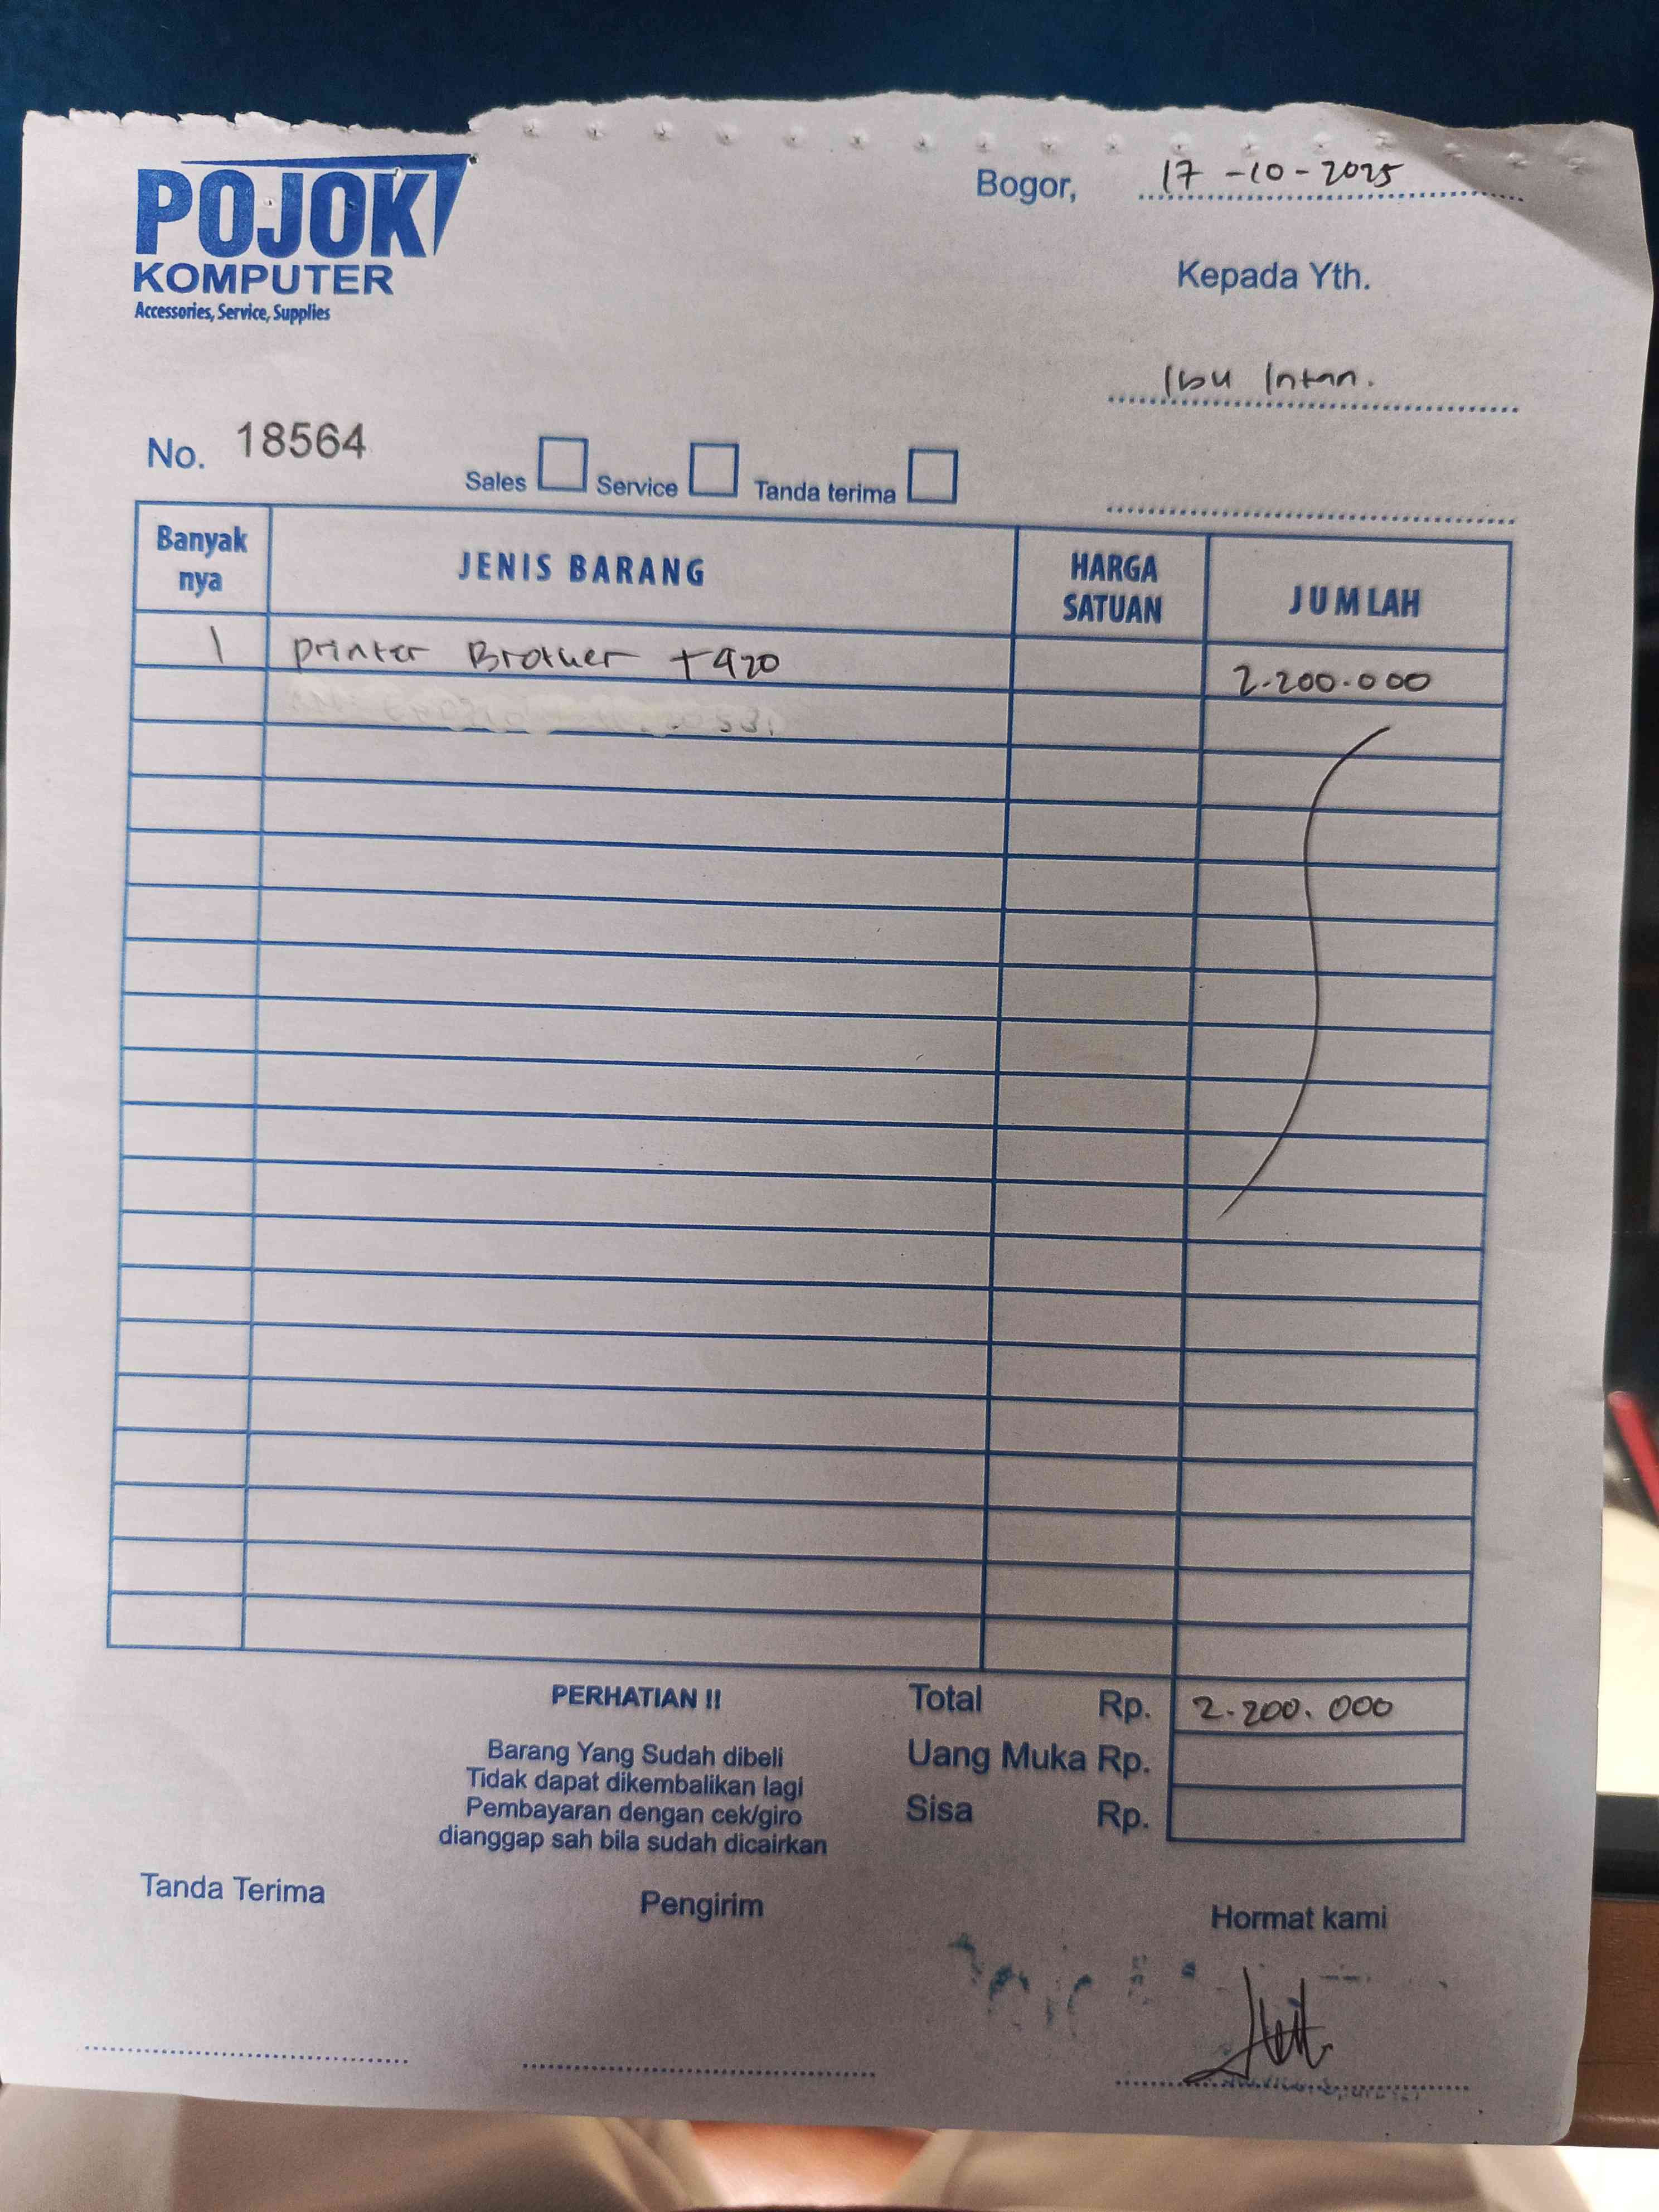 POJOK
KOMPUTER
Accessories, Service, Supplies
Bogor, 17-10-2025
Kepada Yth.
Ibu Intan.
No. 18564
Sales Service Tanda terima
Banyak nya JENIS BARANG HARGA SATUAN JUMLAH
1 printer Brother T420 2.200.000
PERHATIAN !!
Barang Yang Sudah dibeli
Tidak dapat dikembalikan lagi
Pembayaran dengan cek/giro
dianggap sah bila sudah dicairkan
Total Rp. 2.200.000
Uang Muka Rp.
Sisa Rp.
Tanda Terima Pengirim Hormat kami